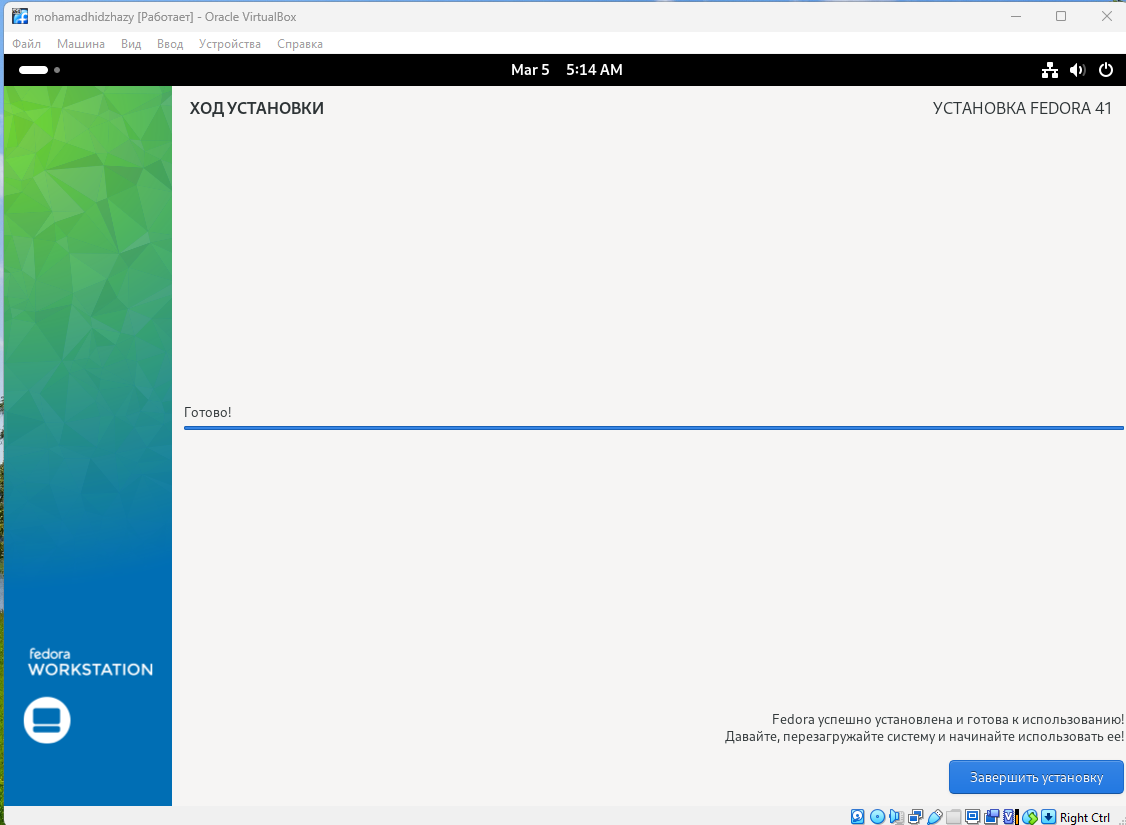 mohamadhidzhazy [Работает] - Oracle VirtualBox
Файл Машина Вид Ввод Устройства Справка
Mar 5 5:14 AM
ХОД УСТАНОВКИ
УСТАНОВКА FEDORA 41
Готово!
fedora
WORKSTATION
Fedora успешно установлена и готова к использованию!
Давайте, перезагружайте систему и начинайте использовать ее!
Завершить установку
Right Ctrl